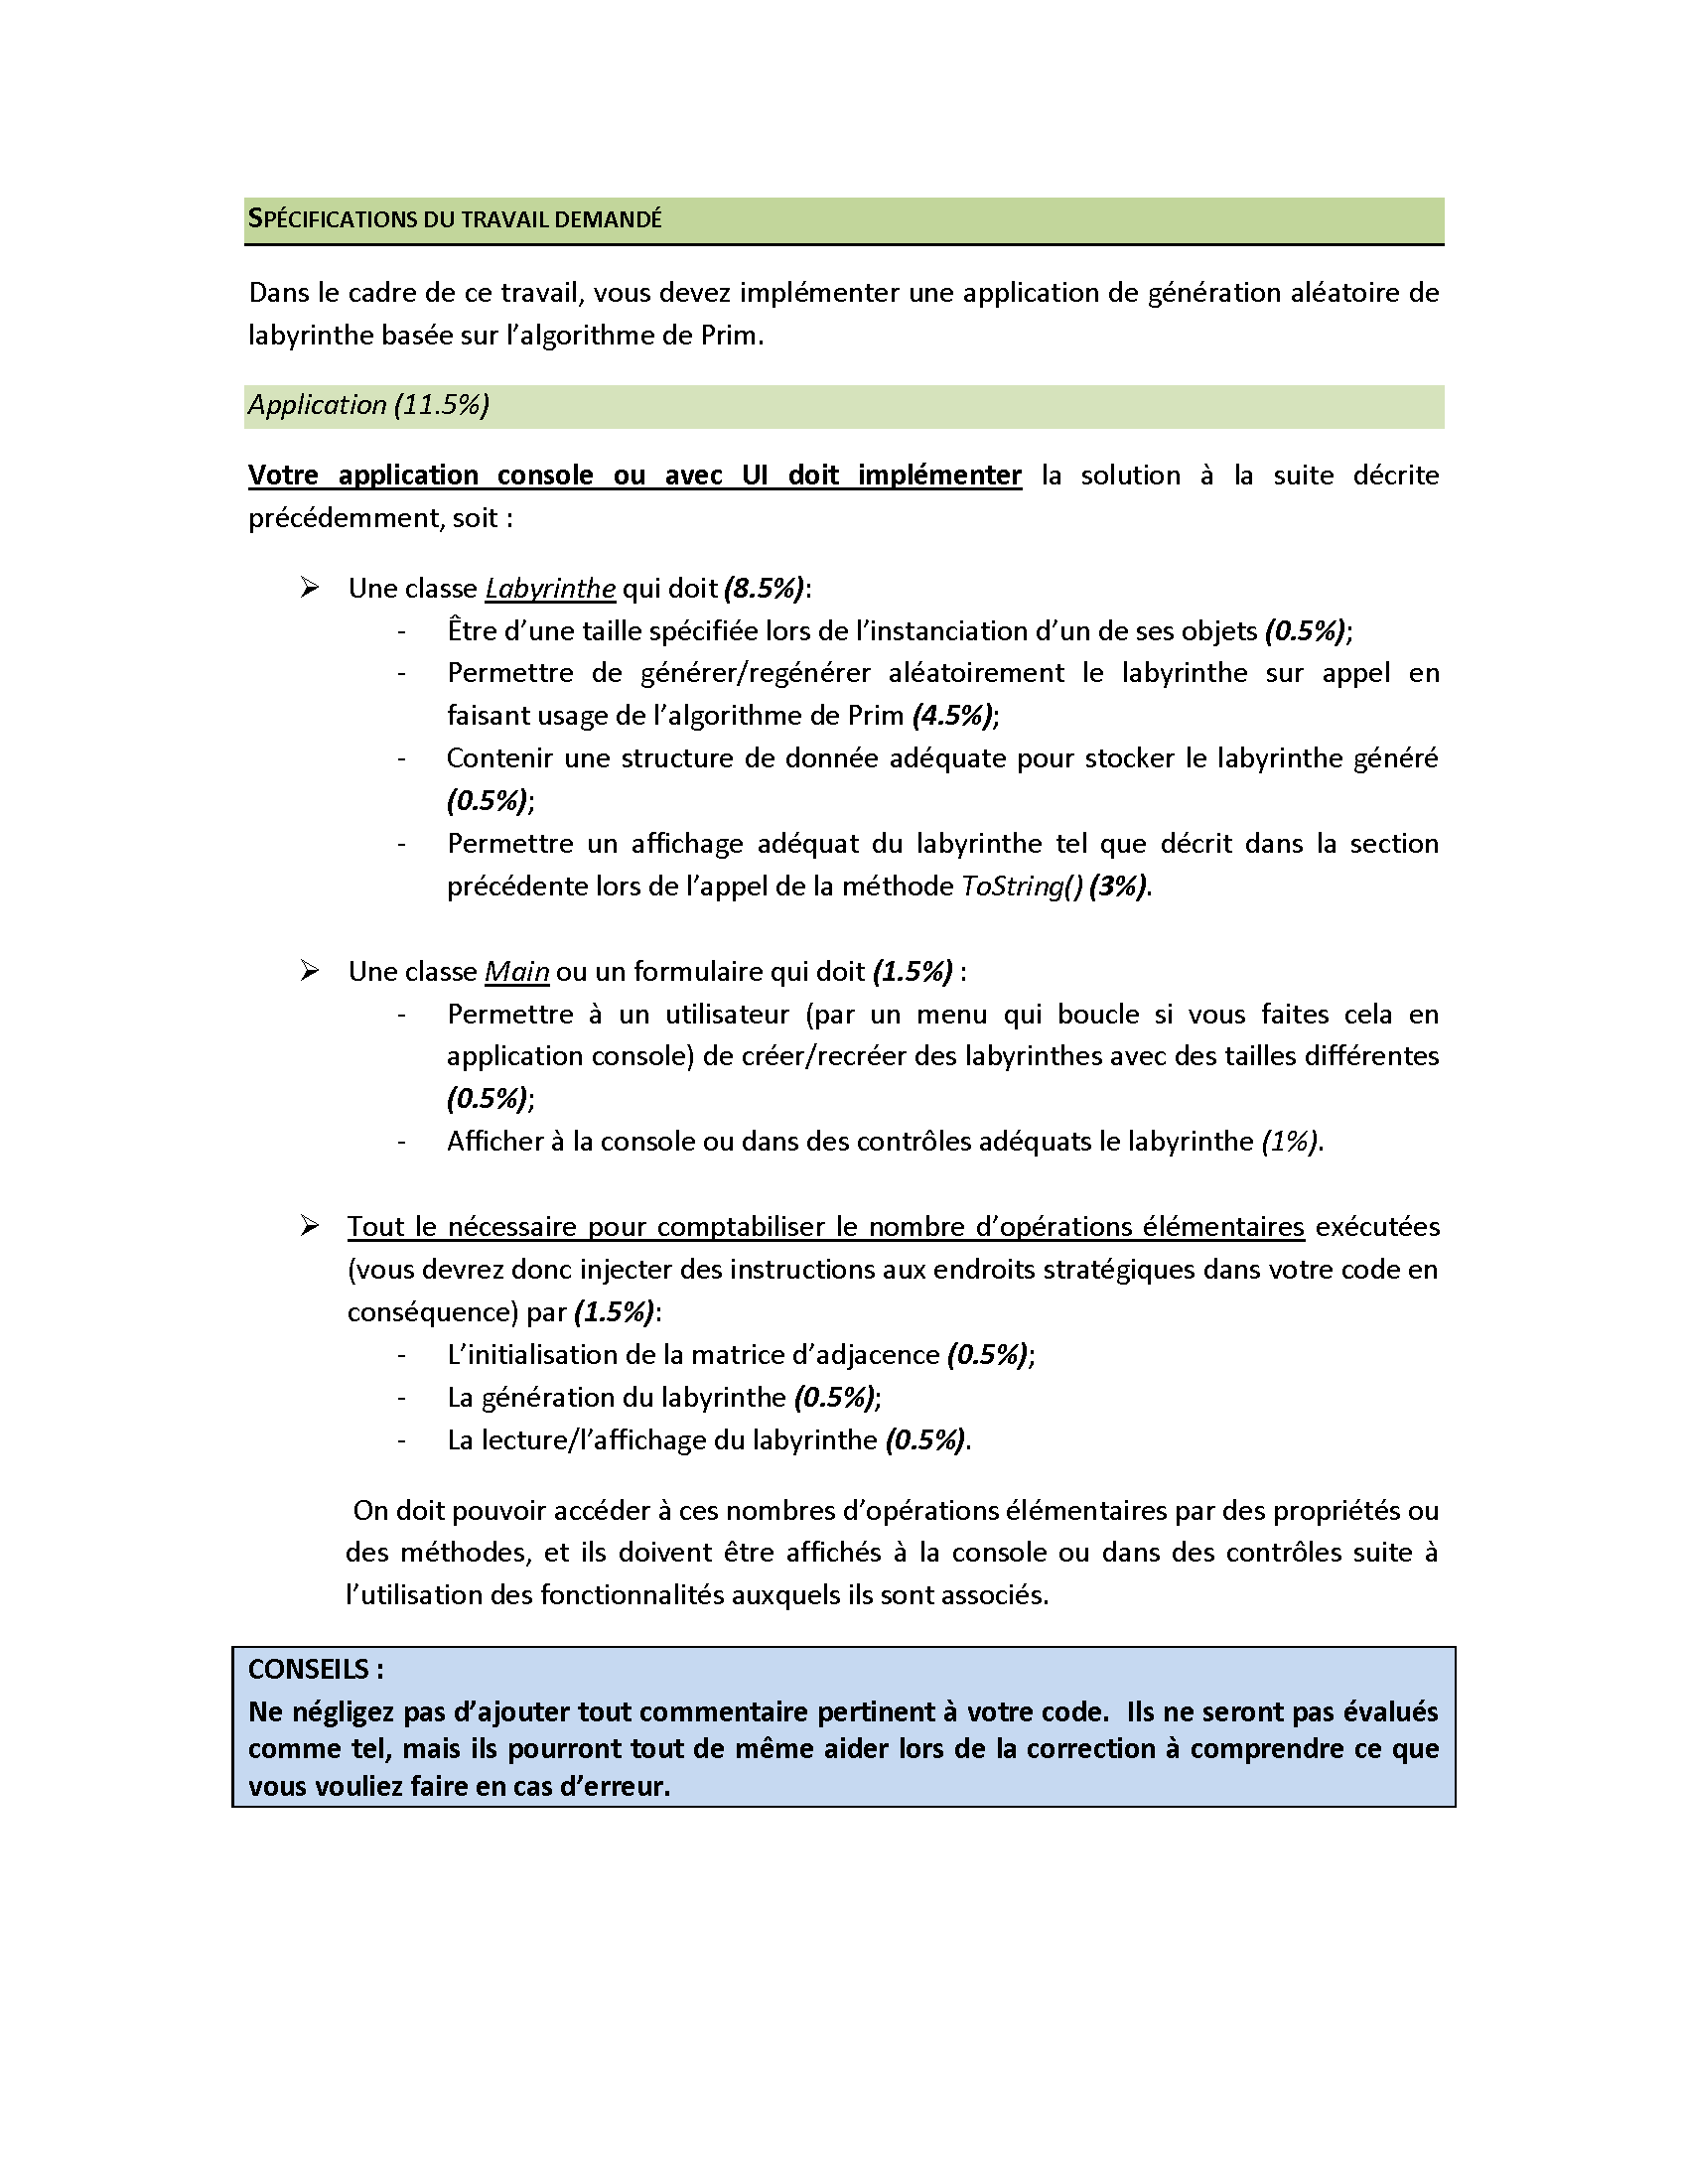 SPÉCIFICATIONS DU TRAVAIL DEMANDÉ
Dans le cadre de ce travail, vous devez implémenter une application de génération aléatoire de
labyrinthe basée sur l’algorithme de Prim.
Application (11.5%)
Votre application console ou avec UI doit implémenter la solution à la suite décrite
précédemment, soit :
➢ Une classe Labyrinthe qui doit (8.5%):
- Être d’une taille spécifiée lors de l’instanciation d’un de ses objets (0.5%);
- Permettre de générer/regénérer aléatoirement le labyrinthe sur appel en
faisant usage de l’algorithme de Prim (4.5%);
- Contenir une structure de donnée adéquate pour stocker le labyrinthe généré
(0.5%);
- Permettre un affichage adéquat du labyrinthe tel que décrit dans la section
précédente lors de l’appel de la méthode ToString() (3%).
➢ Une classe Main ou un formulaire qui doit (1.5%) :
- Permettre à un utilisateur (par un menu qui boucle si vous faites cela en
application console) de créer/recréer des labyrinthes avec des tailles différentes
(0.5%);
- Afficher à la console ou dans des contrôles adéquats le labyrinthe (1%).
➢ Tout le nécessaire pour comptabiliser le nombre d’opérations élémentaires exécutées
(vous devrez donc injecter des instructions aux endroits stratégiques dans votre code en
conséquence) par (1.5%):
- L’initialisation de la matrice d’adjacence (0.5%);
- La génération du labyrinthe (0.5%);
- La lecture/l’affichage du labyrinthe (0.5%).
On doit pouvoir accéder à ces nombres d’opérations élémentaires par des propriétés ou
des méthodes, et ils doivent être affichés à la console ou dans des contrôles suite à
l’utilisation des fonctionnalités auxquels ils sont associés.
CONSEILS :
Ne négligez pas d’ajouter tout commentaire pertinent à votre code. Ils ne seront pas évalués
comme tel, mais ils pourront tout de même aider lors de la correction à comprendre ce que
vous vouliez faire en cas d’erreur.